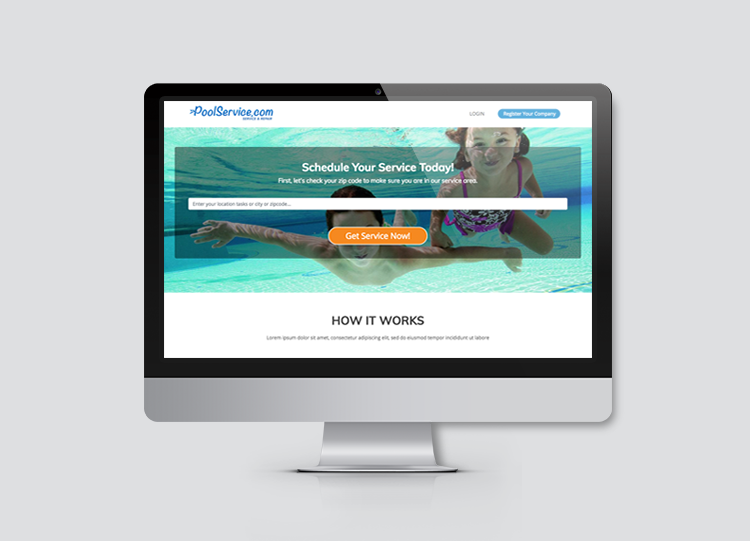 PoolService.com
SERVICE & REPAIR
LOGIN
Register Your Company
Schedule Your Service Today!
First, let's check your zip code to make sure you are in our service area.
Enter your location tasks or city or zipcode...
Get Service Now!
HOW IT WORKS
Lorem ipsum dolor sit amet, consectetur adipiscing elit, sed do eiusmod tempor incididunt ut labore